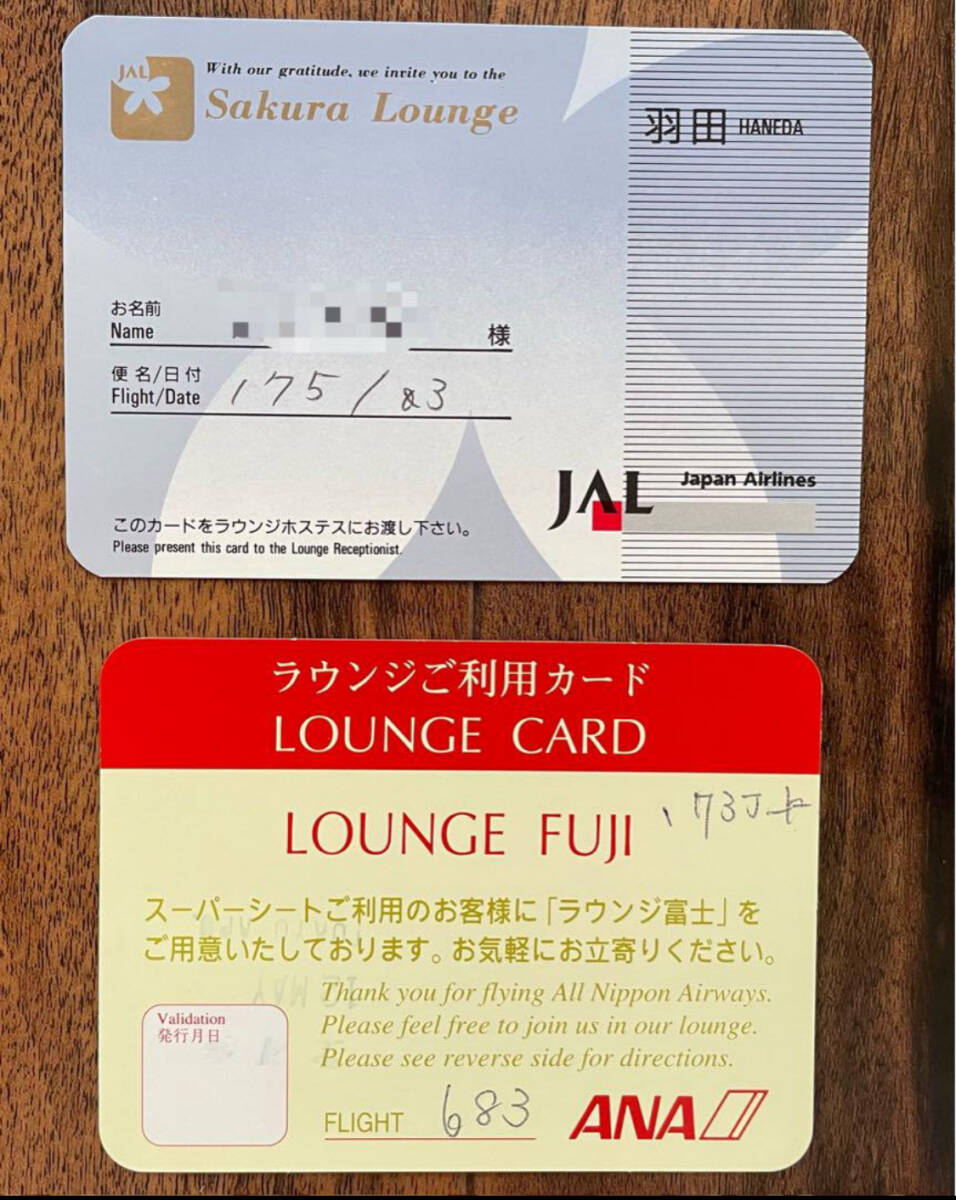 JAL
With our gratitude, we invite you to the
Sakura Lounge
羽田 HANEDA
お名前
Name
様
便名/日付
Flight/Date
175/23
JAL Japan Airlines
このカードをラウンジホステスにお渡し下さい。
Please present this card to the Lounge Receptionist.
ラウンジご利用カード
LOUNGE CARD
LOUNGE FUJI
スーパーシートご利用のお客様に「ラウンジ富士」を
ご用意いたしております。お気軽にお立寄りください。
Thank you for flying All Nippon Airways.
Please feel free to join us in our lounge.
Please see reverse side for directions.
Validation
発行月日
FLIGHT 683
ANA